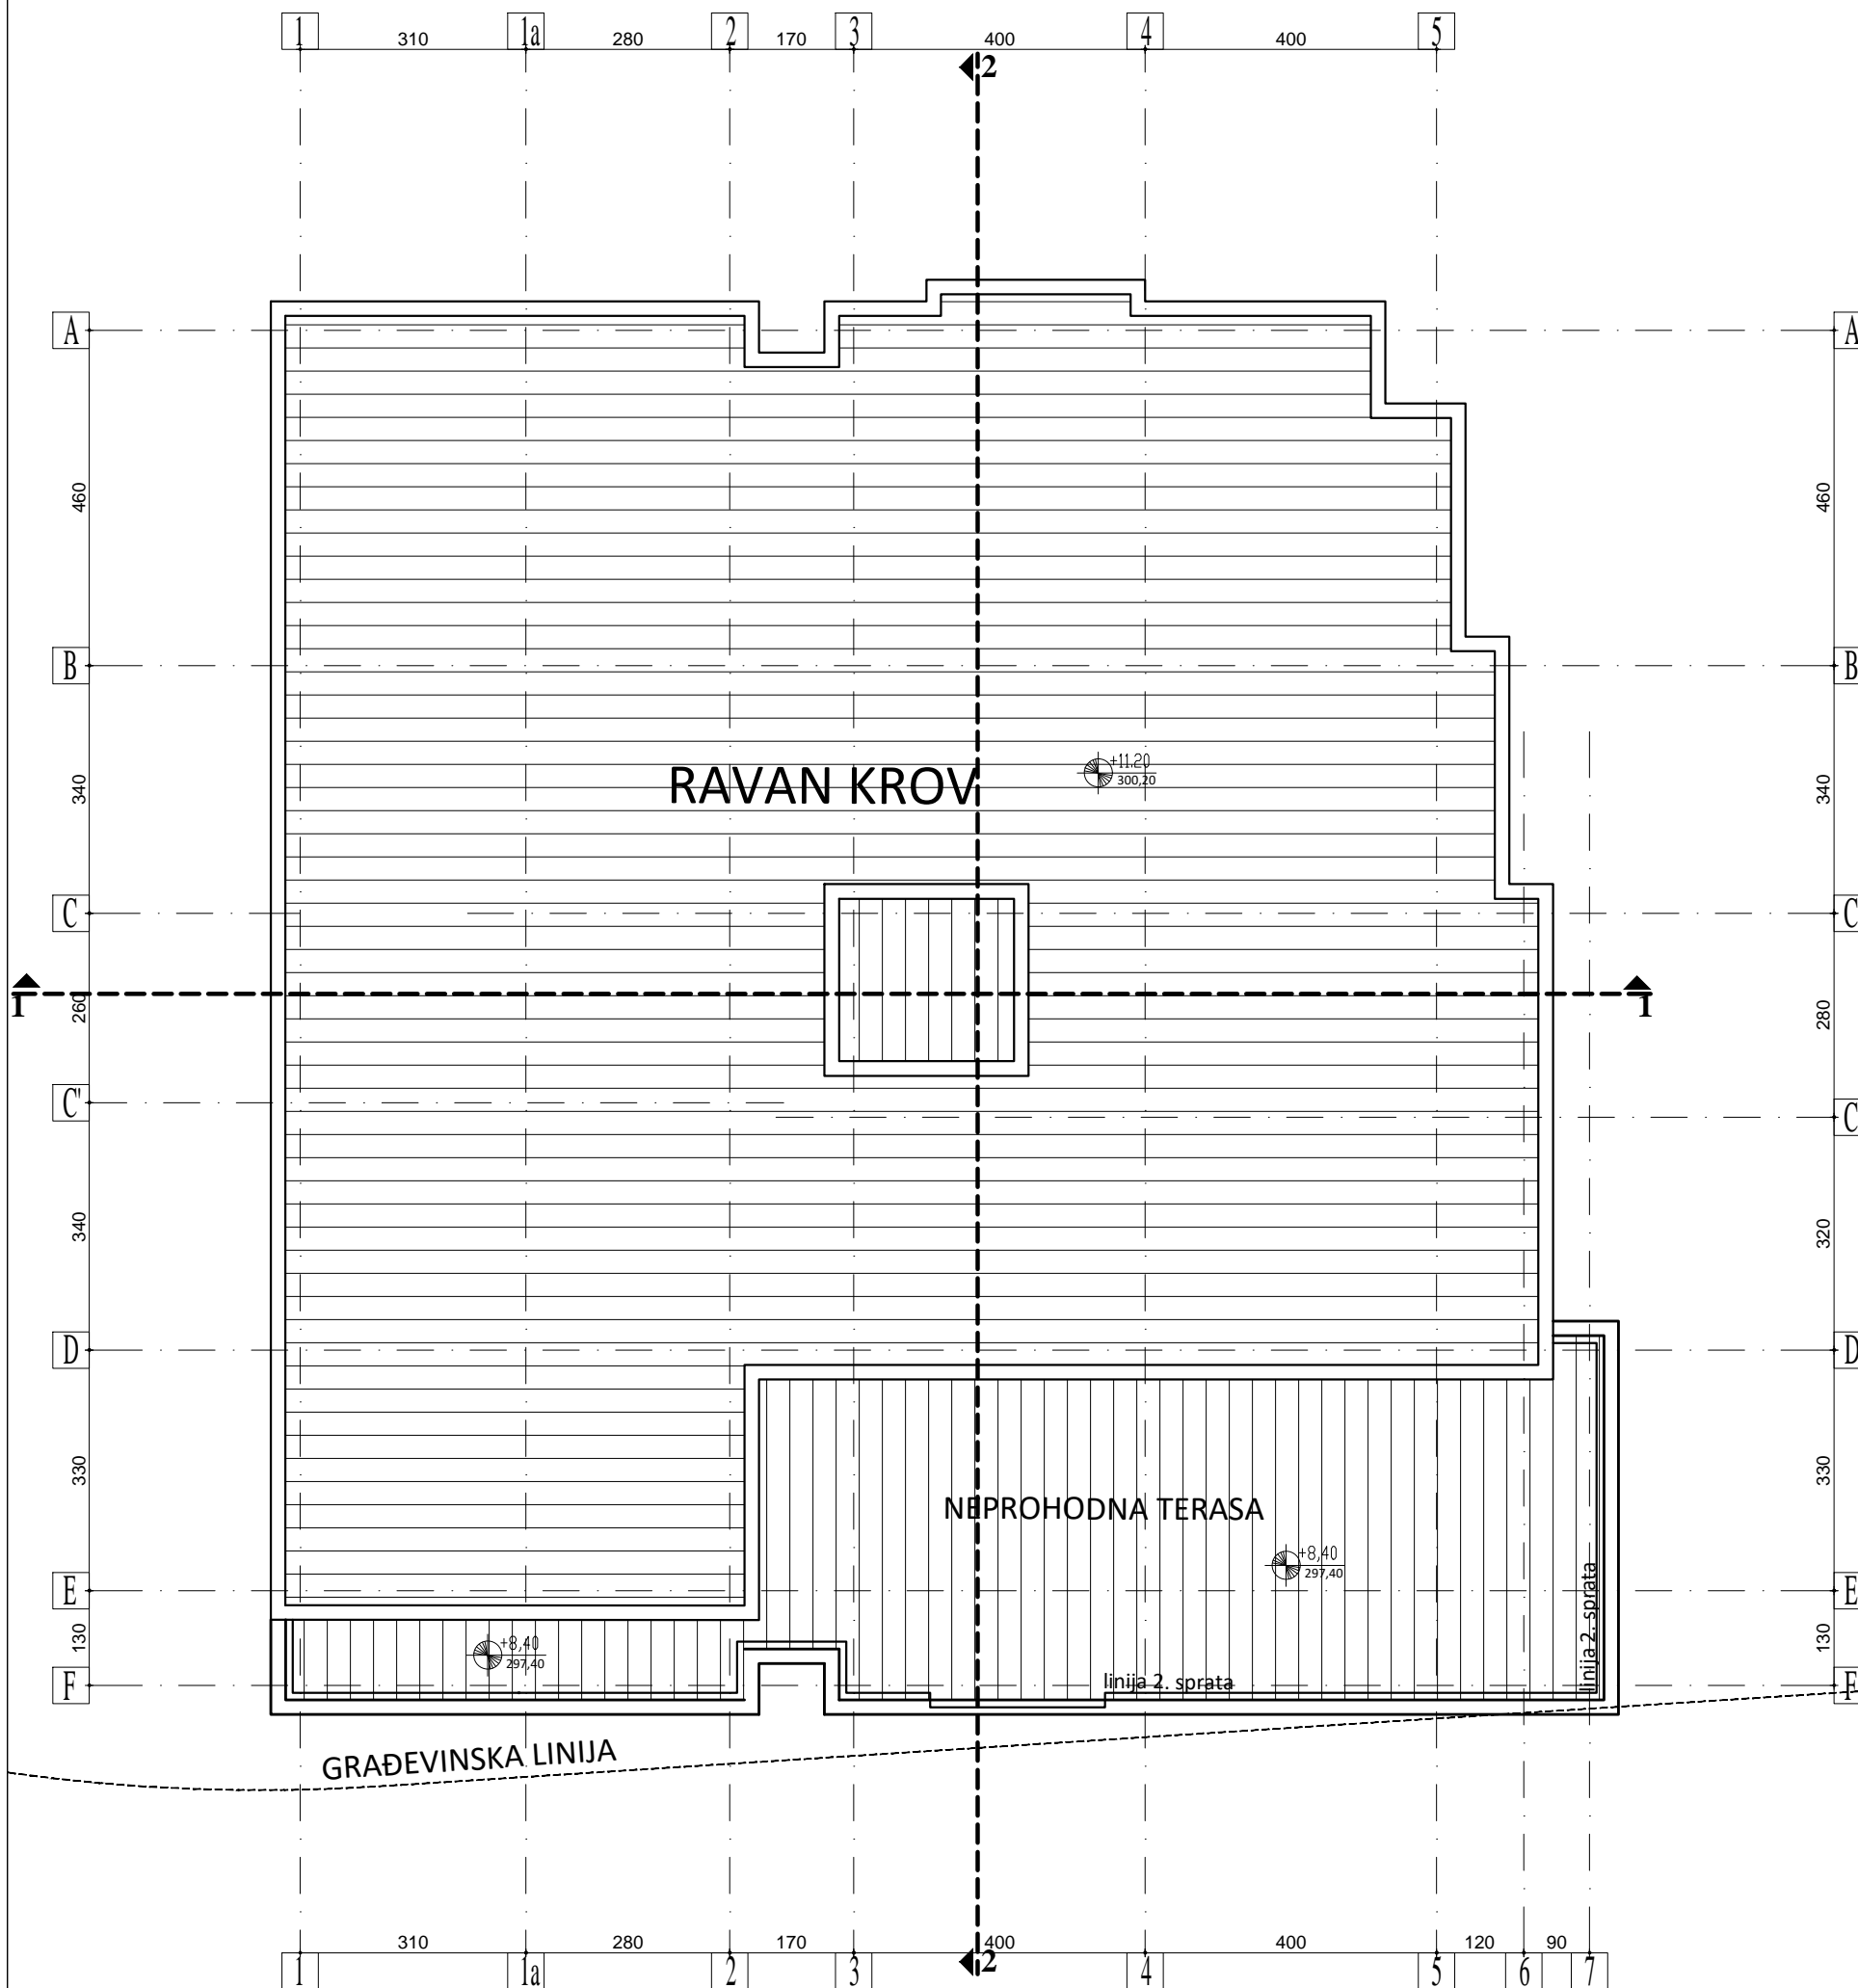 1 310 1a 280 2 170 3 400 4 400 5
2
A A
460 460
B B
+11.20
RAVAN KROV 300,20
340 340
C C
1 260 280 1
C' C
340 320
D D
330 330
NEPROHODNA TERASA
+8,40
297,40
E E
linija 2. sprata
130 130
+8,40
297,40
linija 2. sprata
F F
GRAĐEVINSKA LINIJA
310 280 170 400 400 120 90
2
1 1a 2 3 4 5 6 7